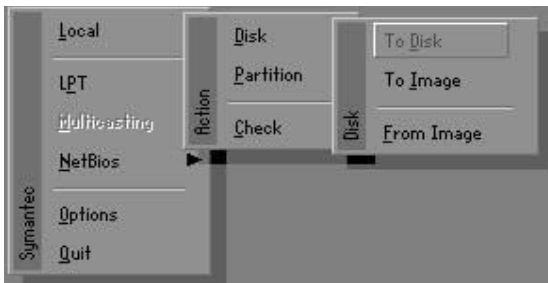 Local
LPT
Multicasting
NetBios
Options
Quit
Symantec
Disk
Partition
Check
Action
To Disk
To Image
From Image
Disk